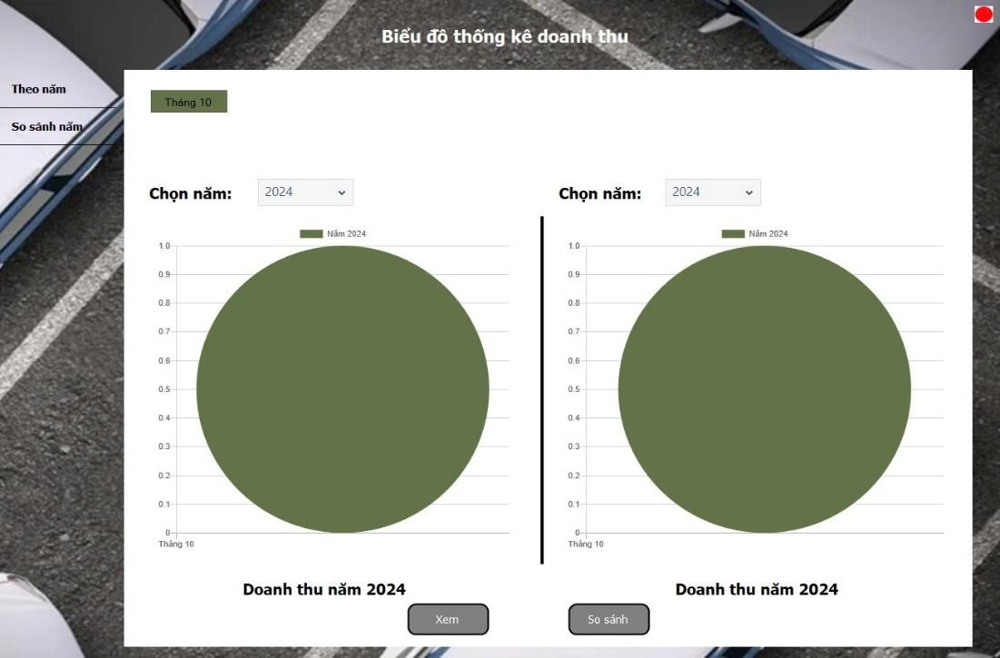 Biểu đồ thống kê doanh thu
Theo năm
So sánh năm
Tháng 10
Chọn năm: 2024
Chọn năm: 2024
Năm 2024
1.0
0.9
0.8
0.7
0.6
0.5
0.4
0.3
0.2
0.1
0
Tháng 10
Năm 2024
1.0
0.9
0.8
0.7
0.6
0.5
0.4
0.3
0.2
0.1
0
Tháng 10
Doanh thu năm 2024
Doanh thu năm 2024
Xem
So sánh